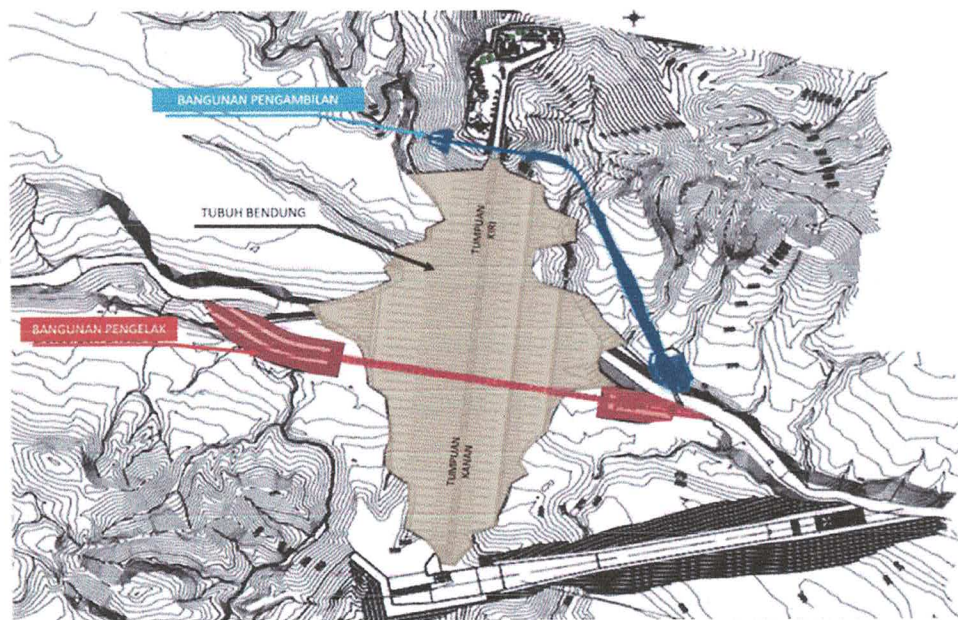 BANGUNAN PENGAMBILAN
TUBUH BENDUNG
TUMPUAN
KIRI
BANGUNAN PENGELAK
TUMPUAN
KANAN